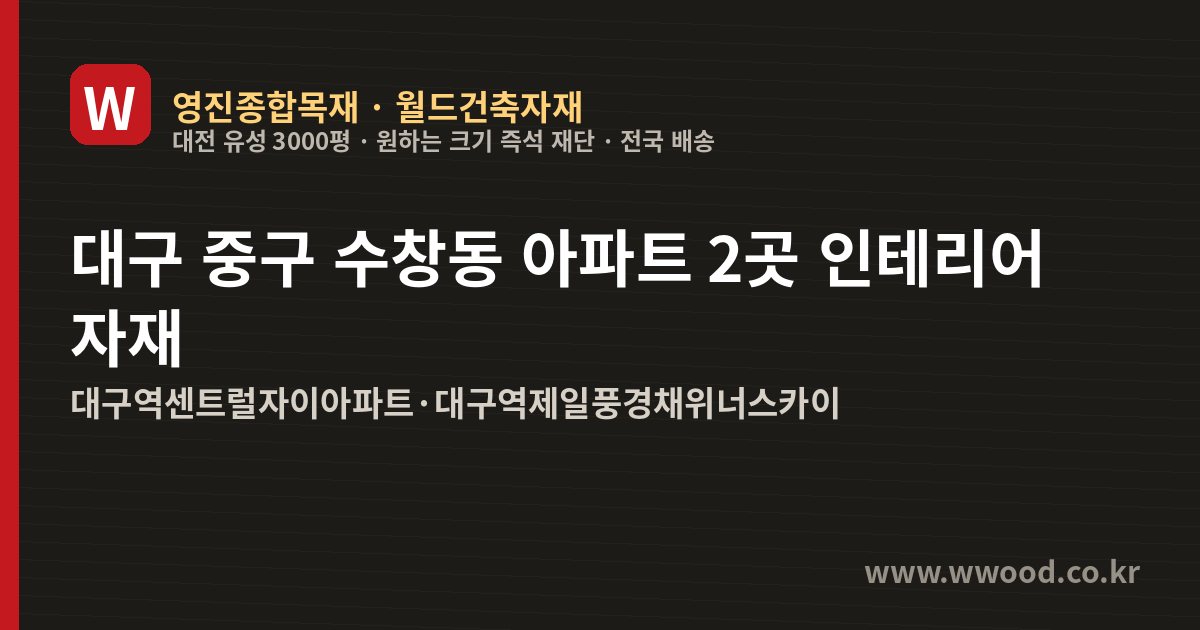 W
영진종합목재 · 월드건축자재
대전 유성 3000평 · 원하는 크기 즉석 재단 · 전국 배송
대구 중구 수창동 아파트 2곳 인테리어
자재
대구역센트럴자이아파트·대구역제일풍경채위너스카이
www.wwood.co.kr